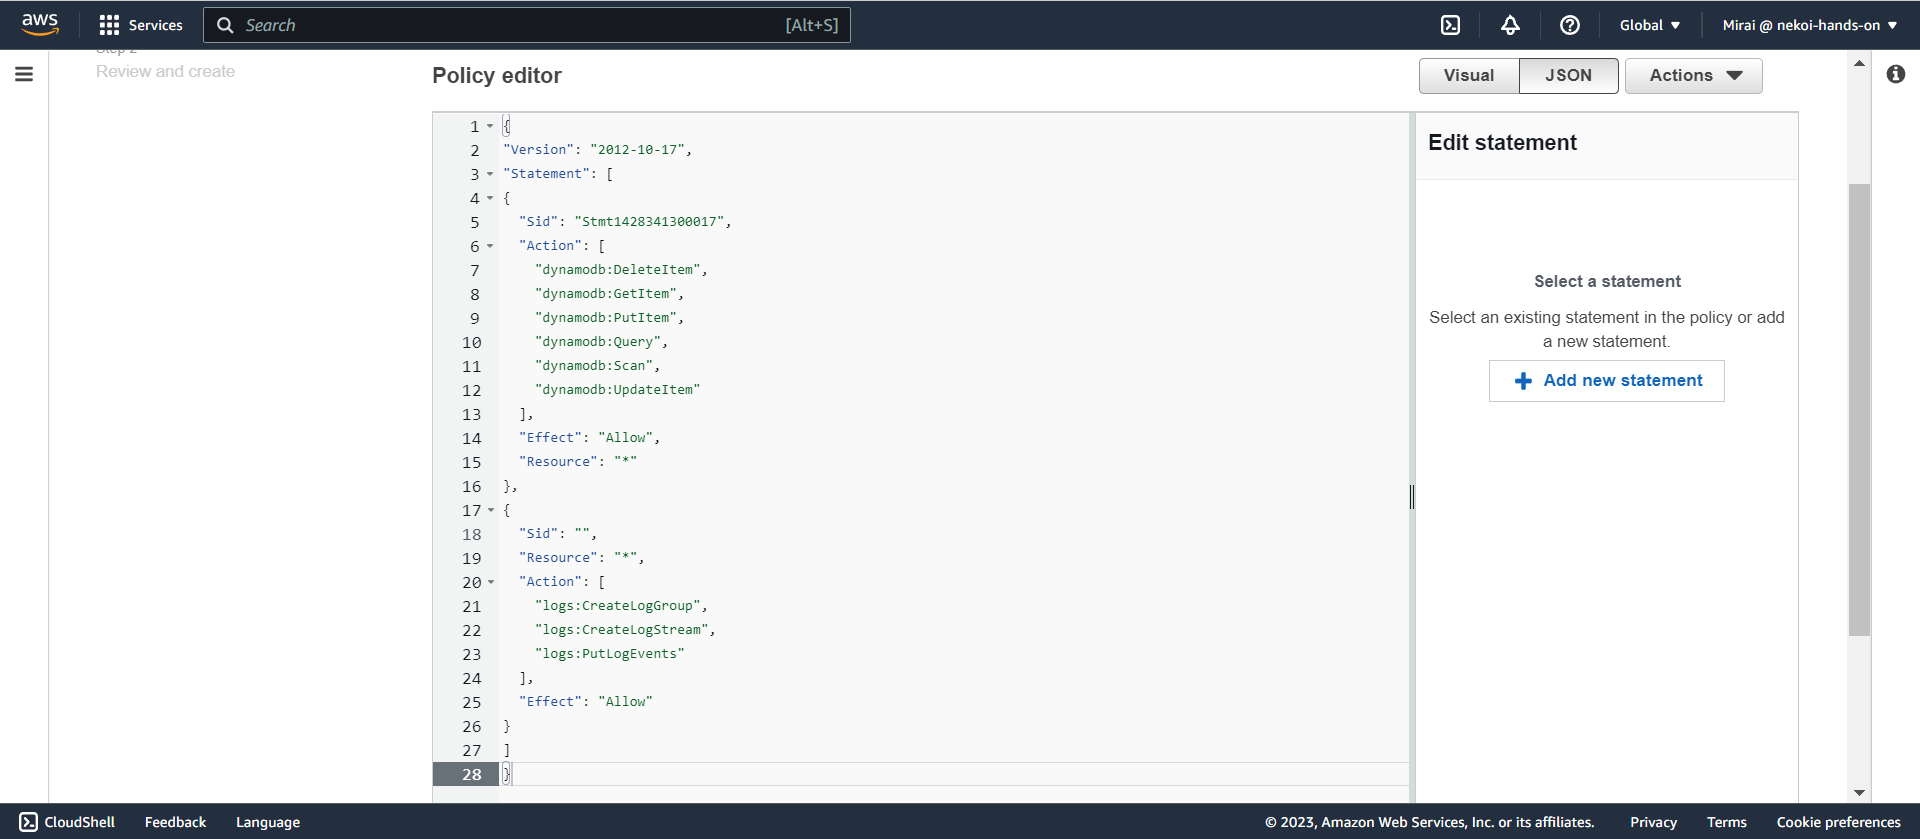 aws
Services
Search
[Alt+S]
Global
Mirai @ nekoi-hands-on
Step 2
Review and create
Policy editor
Visual
JSON
Actions
1 {
2 "Version": "2012-10-17",
3 "Statement": [
4 {
5 "Sid": "Stmt1428341300017",
6 "Action": [
7 "dynamodb:DeleteItem",
8 "dynamodb:GetItem",
9 "dynamodb:PutItem",
10 "dynamodb:Query",
11 "dynamodb:Scan",
12 "dynamodb:UpdateItem"
13 ],
14 "Effect": "Allow",
15 "Resource": "*"
16 },
17 {
18 "Sid": "",
19 "Resource": "*",
20 "Action": [
21 "logs:CreateLogGroup",
22 "logs:CreateLogStream",
23 "logs:PutLogEvents"
24 ],
25 "Effect": "Allow"
26 }
27 ]
28 }
Edit statement
Select a statement
Select an existing statement in the policy or add
a new statement.
Add new statement
CloudShell
Feedback
Language
© 2023, Amazon Web Services, Inc. or its affiliates.
Privacy
Terms
Cookie preferences